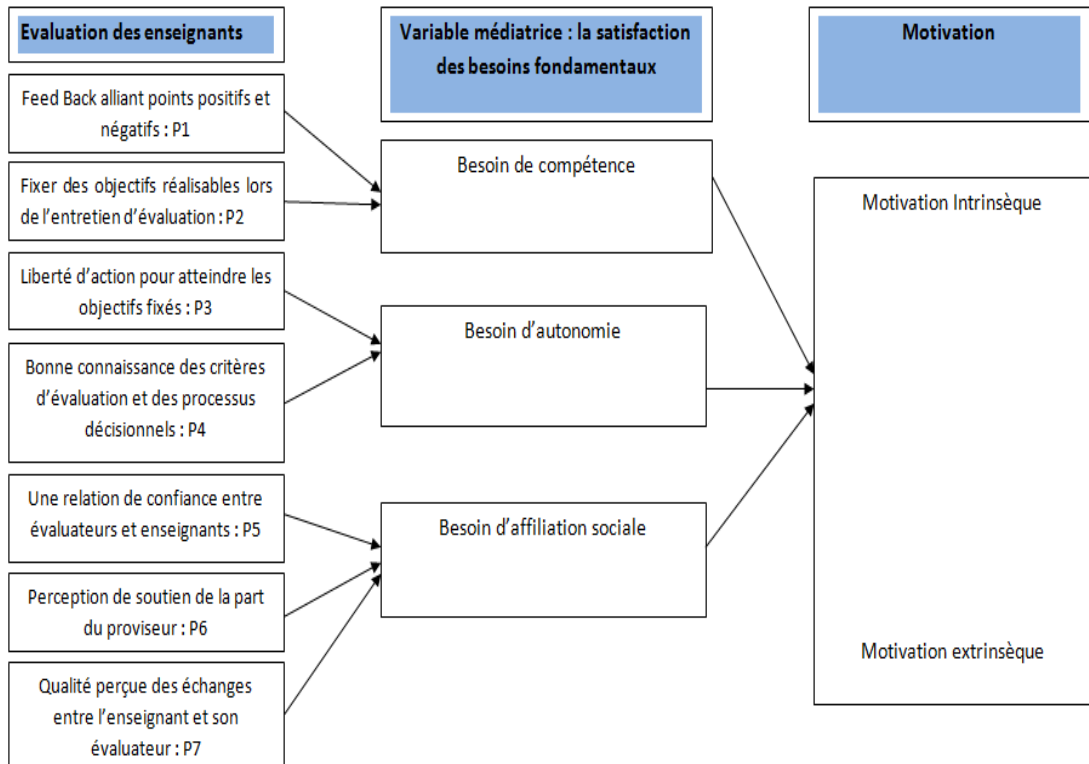 Evaluation des enseignants
Feed Back alliant points positifs et
négatifs : P1
Fixer des objectifs réalisables lors
de l'entretien d'évaluation : P2
Liberté d'action pour atteindre les
objectifs fixés : P3
Bonne connaissance des critères
d'évaluation et des processus
décisionnels : P4
Une relation de confiance entre
évaluateurs et enseignants : P5
Perception de soutien de la part
du proviseur : P6
Qualité perçue des échanges
entre l'enseignant et son
évaluateur : P7
Variable médiatrice : la satisfaction
des besoins fondamentaux
Besoin de compétence
Besoin d'autonomie
Besoin d'affiliation sociale
Motivation
Motivation Intrinsèque
Motivation extrinsèque